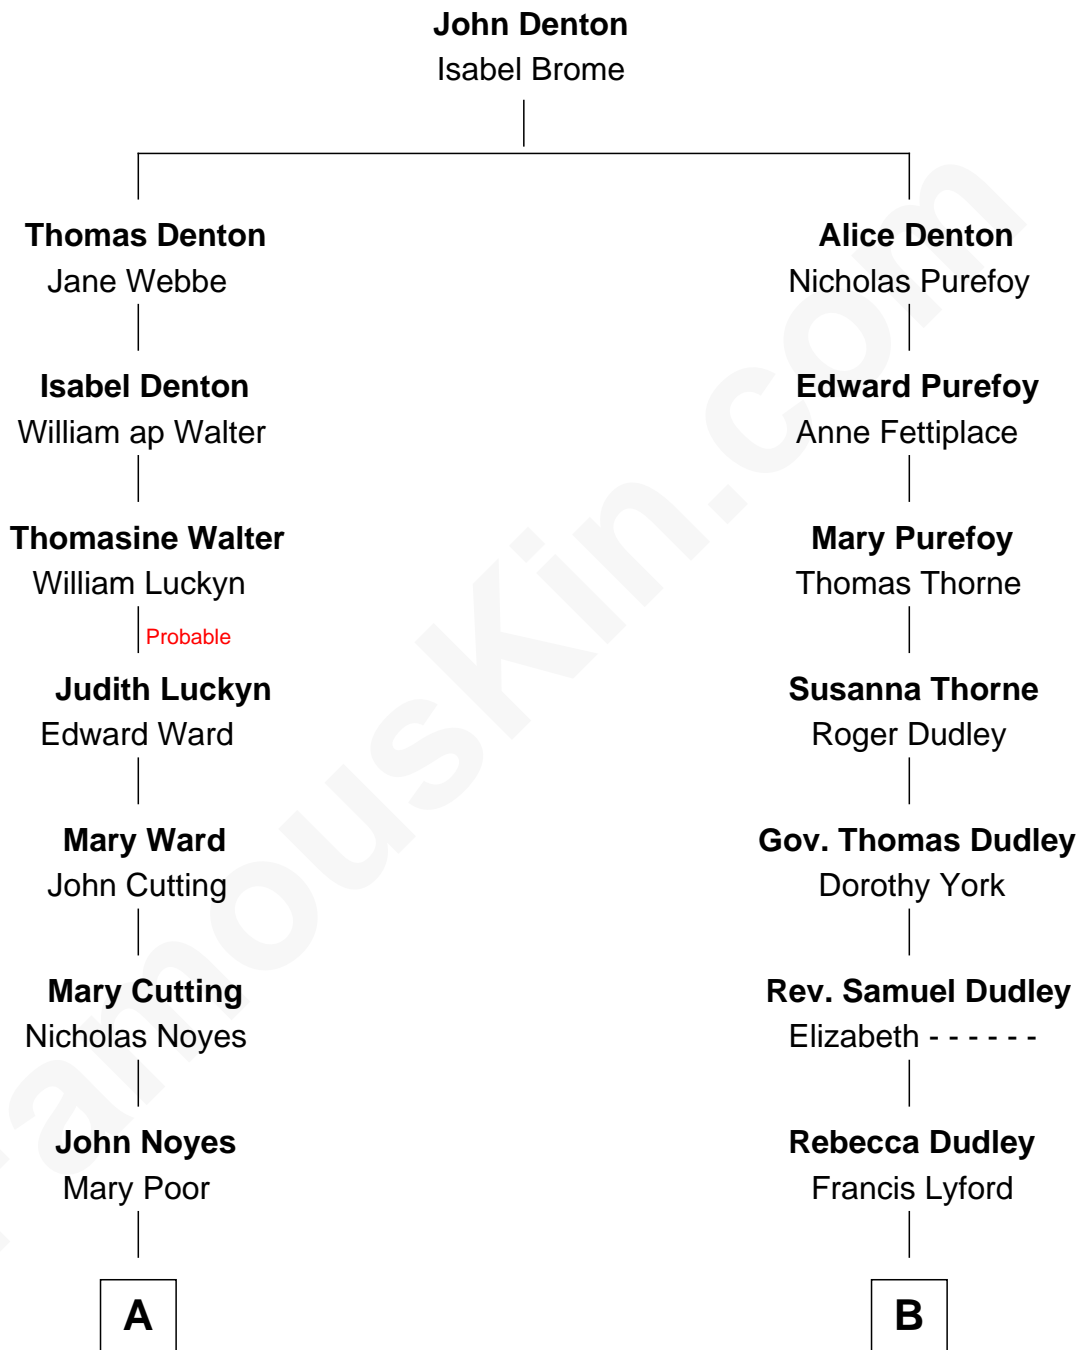 John Denton
Isabel Brome
Thomas Denton
Jane Webbe
Isabel Denton
William ap Walter
Thomasine Walter
William Luckyn
Probable
Judith Luckyn
Edward Ward
Mary Ward
John Cutting
Mary Cutting
Nicholas Noyes
John Noyes
Mary Poor
A
Alice Denton
Nicholas Purefoy
Edward Purefoy
Anne Fettiplace
Mary Purefoy
Thomas Thorne
Susanna Thorne
Roger Dudley
Gov. Thomas Dudley
Dorothy York
Rev. Samuel Dudley
Elizabeth - - - - - -
Rebecca Dudley
Francis Lyford
B
FamousKin.com